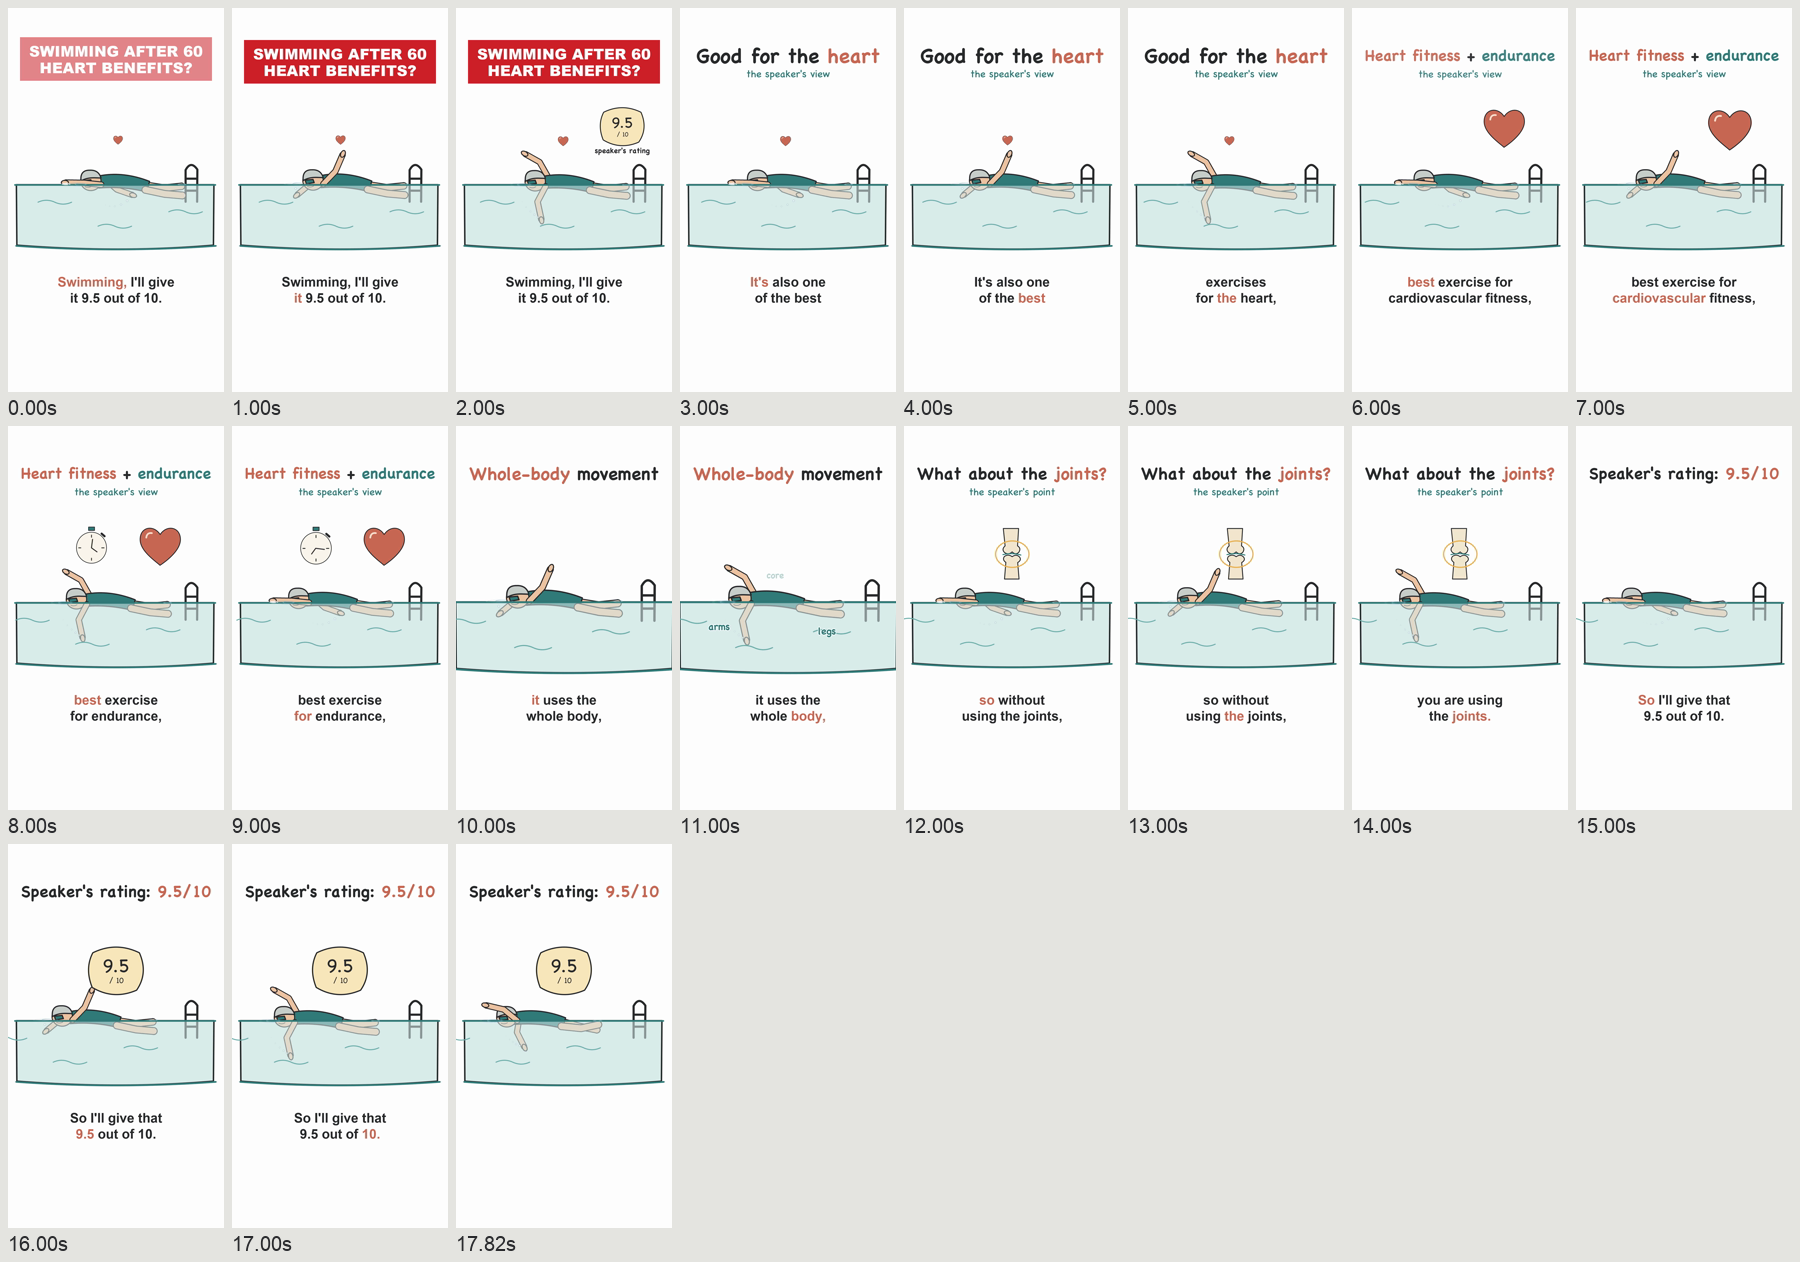 SWIMMING AFTER 60
HEART BENEFITS?
Swimming, I'll give
it 9.5 out of 10.
0.00s
SWIMMING AFTER 60
HEART BENEFITS?
Swimming, I'll give
it 9.5 out of 10.
1.00s
SWIMMING AFTER 60
HEART BENEFITS?
9.5
/ 10
speaker's rating
Swimming, I'll give
it 9.5 out of 10.
2.00s
Good for the heart
the speaker's view
It's also one
of the best
3.00s
Good for the heart
the speaker's view
It's also one
of the best
4.00s
Good for the heart
the speaker's view
exercises
for the heart,
5.00s
Heart fitness + endurance
the speaker's view
best exercise for
cardiovascular fitness,
6.00s
Heart fitness + endurance
the speaker's view
best exercise for
cardiovascular fitness,
7.00s
Heart fitness + endurance
the speaker's view
best exercise
for endurance,
8.00s
Heart fitness + endurance
the speaker's view
best exercise
for endurance,
9.00s
Whole-body movement
it uses the
whole body,
10.00s
Whole-body movement
core
arms
legs
it uses the
whole body,
11.00s
What about the joints?
the speaker's point
so without
using the joints,
12.00s
What about the joints?
the speaker's point
so without
using the joints,
13.00s
What about the joints?
the speaker's point
you are using
the joints.
14.00s
Speaker's rating: 9.5/10
So I'll give that
9.5 out of 10.
15.00s
Speaker's rating: 9.5/10
9.5
/ 10
So I'll give that
9.5 out of 10.
16.00s
Speaker's rating: 9.5/10
9.5
/ 10
So I'll give that
9.5 out of 10.
17.00s
Speaker's rating: 9.5/10
9.5
/ 10
17.82s